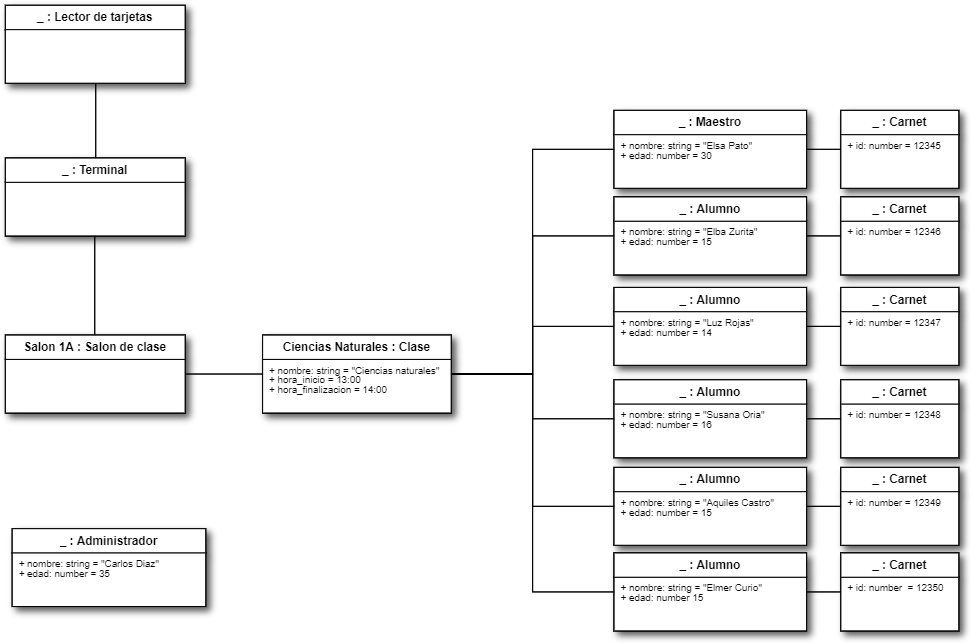 _ : Lector de tarjetas
_ : Terminal
Salon 1A : Salon de clase
Ciencias Naturales : Clase
+ nombre: string = "Ciencias naturales"
+ hora_inicio = 13:00
+ hora_finalizacion = 14:00
_ : Administrador
+ nombre: string = "Carlos Diaz"
+ edad: number = 35
_ : Maestro
+ nombre: string = "Elsa Pato"
+ edad: number = 30
_ : Carnet
+ id: number = 12345
_ : Alumno
+ nombre: string = "Elba Zurita"
+ edad: number = 15
_ : Carnet
+ id: number = 12346
_ : Alumno
+ nombre: string = "Luz Rojas"
+ edad: number = 14
_ : Carnet
+ id: number = 12347
_ : Alumno
+ nombre: string = "Susana Oria"
+ edad: number = 16
_ : Carnet
+ id: number = 12348
_ : Alumno
+ nombre: string = "Aquiles Castro"
+ edad: number = 15
_ : Carnet
+ id: number = 12349
_ : Alumno
+ nombre: string = "Elmer Curio"
+ edad: number 15
_ : Carnet
+ id: number  = 12350